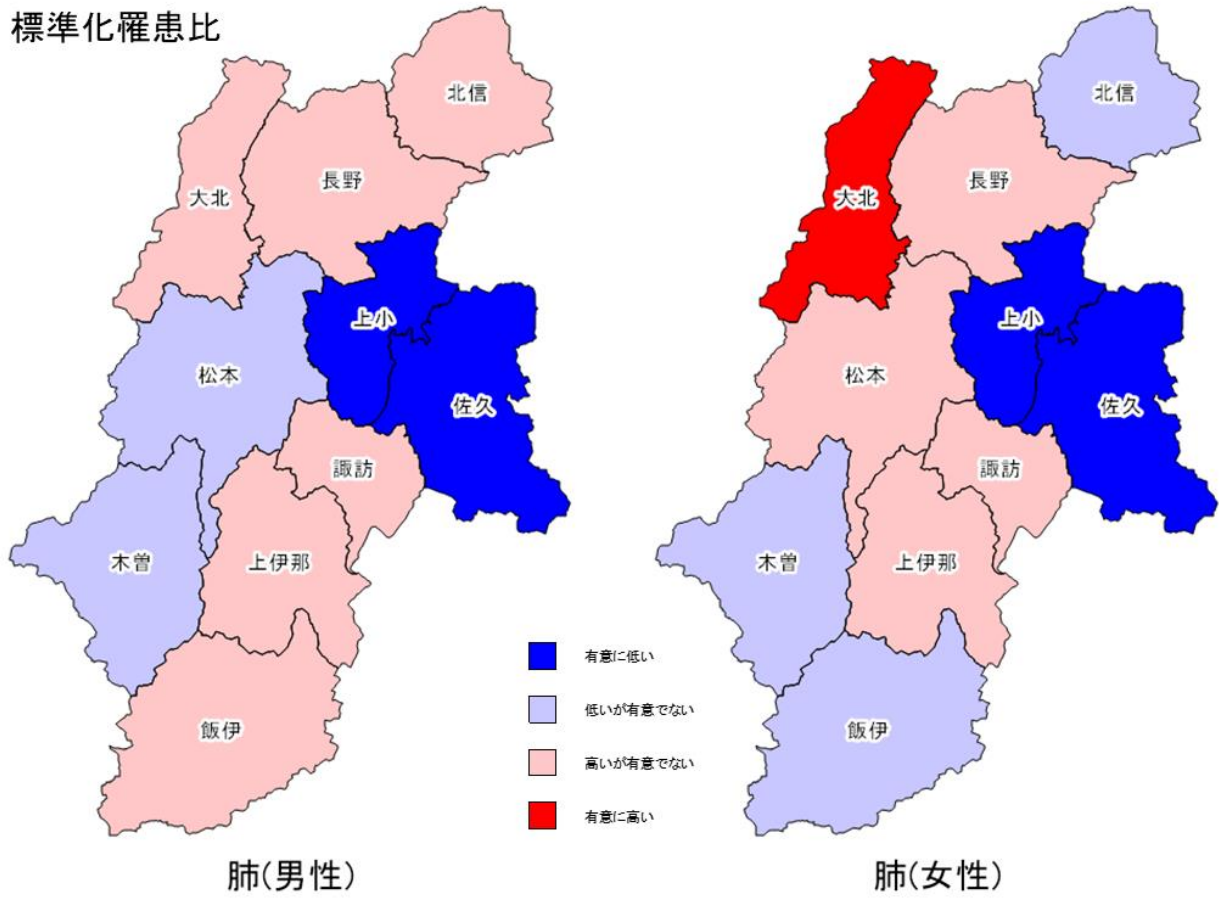 標準化罹患比
北信
長野
大北
上小
松本
佐久
諏訪
木曽
上伊那
飯伊
肺(男性)
北信
長野
大北
上小
松本
佐久
諏訪
木曽
上伊那
飯伊
肺(女性)
有意に低い
低いが有意でない
高いが有意でない
有意に高い